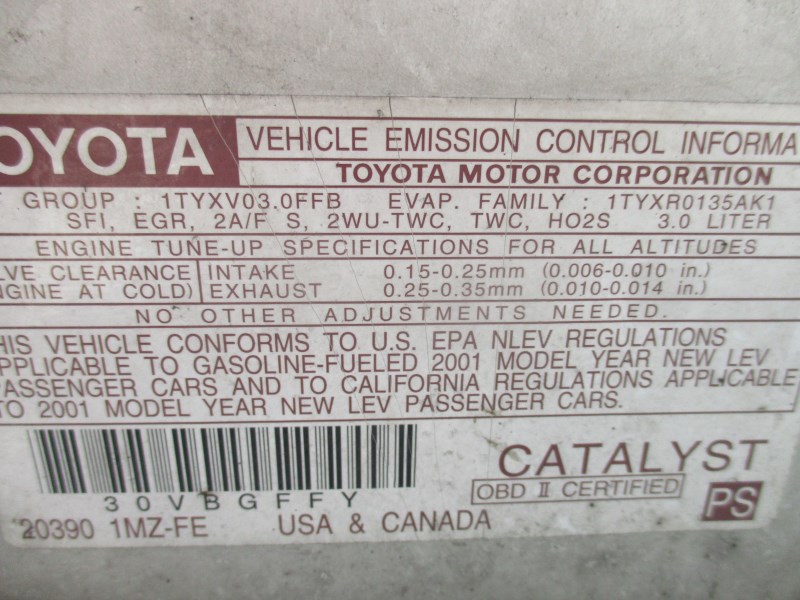 OYOTA VEHICLE EMISSION CONTROL INFORMA
TOYOTA MOTOR CORPORATION
T GROUP : 1TYXV03.0FFB EVAP. FAMILY : 1TYXR0135AK1
SFI, EGR, 2A/F S, 2WU-TWC, TWC, HO2S 3.0 LITER
ENGINE TUNE-UP SPECIFICATIONS FOR ALL ALTITUDES
LVE CLEARANCE INTAKE 0.15-0.25mm (0.006-0.010 in.)
NGINE AT COLD) EXHAUST 0.25-0.35mm (0.010-0.014 in.)
NO OTHER ADJUSTMENTS NEEDED.
HIS VEHICLE CONFORMS TO U.S. EPA NLEV REGULATIONS
APPLICABLE TO GASOLINE-FUELED 2001 MODEL YEAR NEW LEV
PASSENGER CARS AND TO CALIFORNIA REGULATIONS APPLICABLE
TO 2001 MODEL YEAR NEW LEV PASSENGER CARS.
30VBGFFY
CATALYST
OBD II CERTIFIED
PS
20390 1MZ-FE USA & CANADA